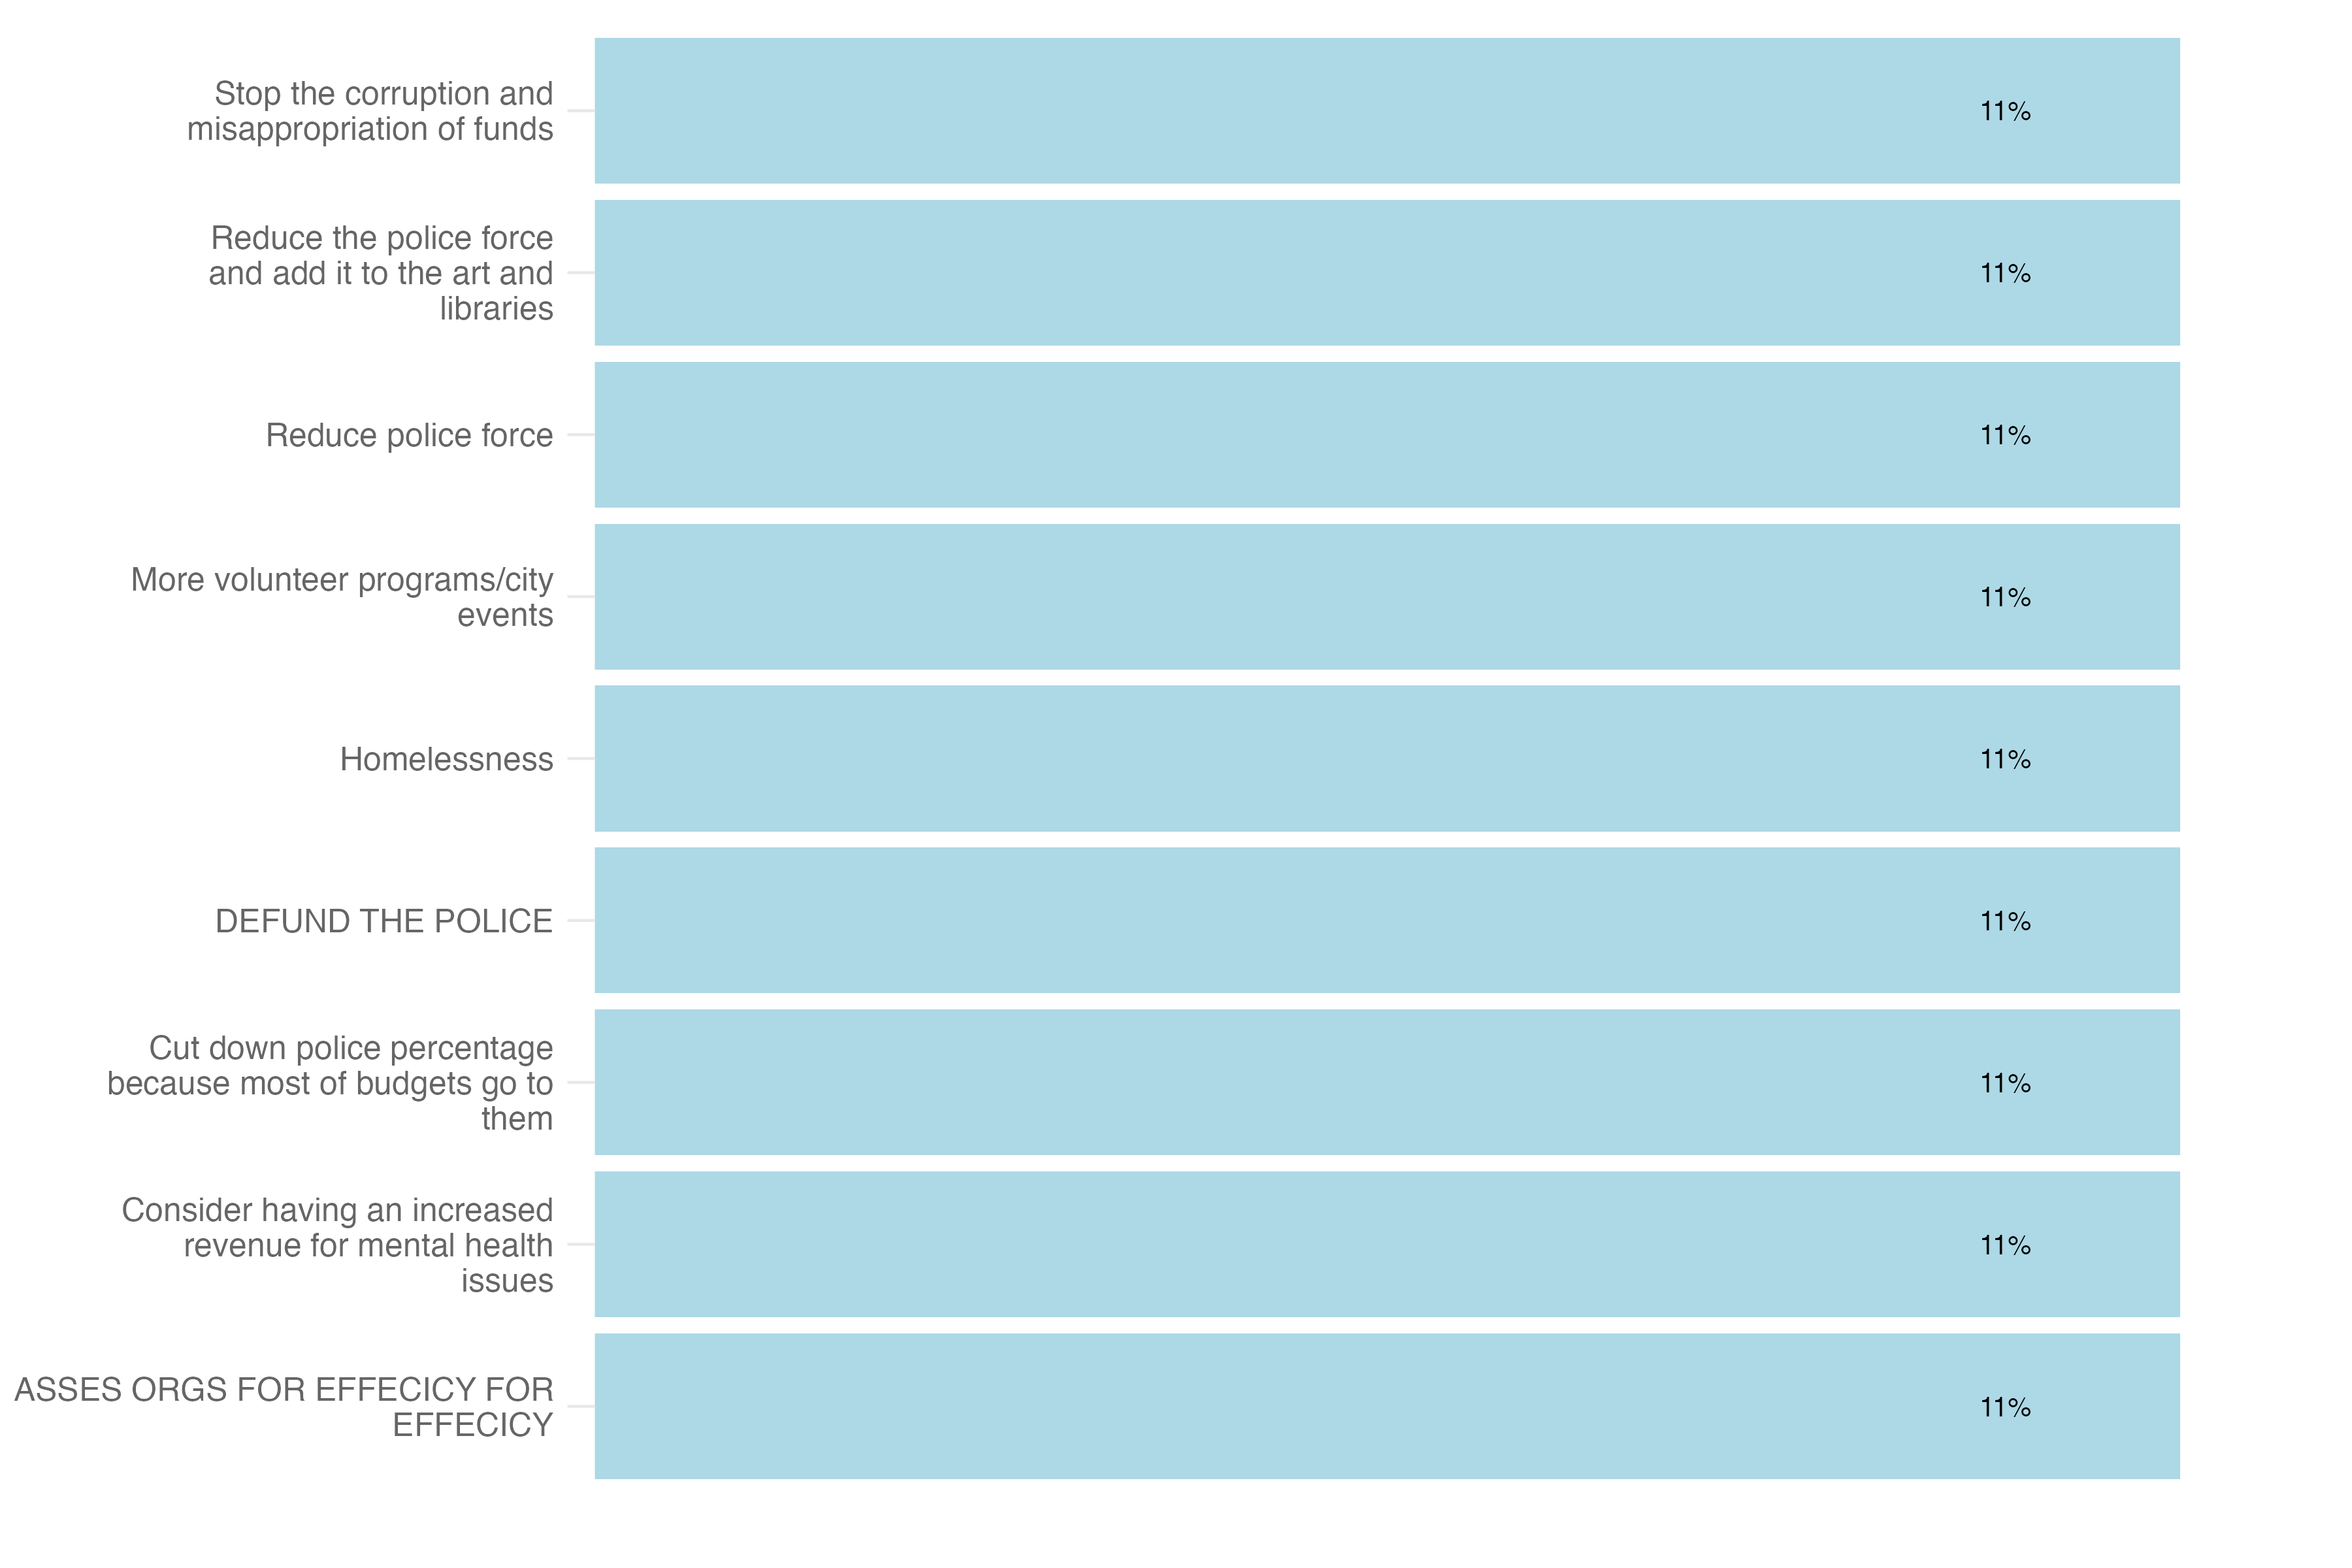 Stop the corruption and
misappropriation of funds
11%
Reduce the police force
and add it to the art and
libraries
11%
Reduce police force
11%
More volunteer programs/city
events
11%
Homelessness
11%
DEFUND THE POLICE
11%
Cut down police percentage
because most of budgets go to
them
11%
Consider having an increased
revenue for mental health
issues
11%
ASSES ORGS FOR EFFECICY FOR
EFFECICY
11%